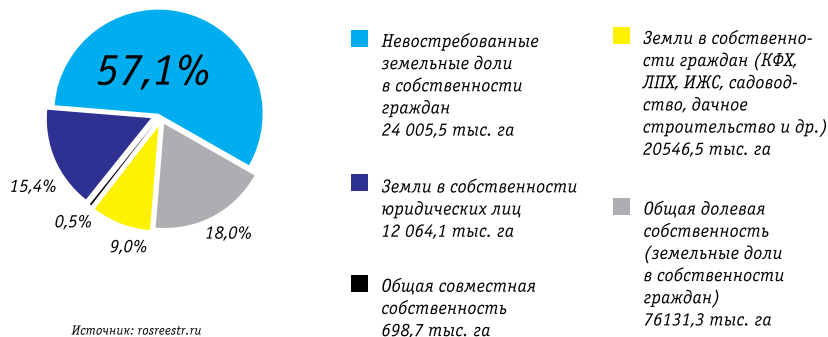 57,1%
15,4%
0,5%
9,0%
18,0%
Невостребованные
земельные доли
в собственности
граждан
24 005,5 тыс. га
Земли в собственности
юридических лиц
12 064,1 тыс. га
Общая совместная
собственность
698,7 тыс. га
Земли в собственно-
сти граждан (КФХ,
ЛПХ, ИЖС, садовод-
ство, дачное
строительство и др.)
20546,5 тыс. га
Общая долевая
собственность
(земельные доли
в собственности
граждан)
76131,3 тыс. га
Источник: rosreestr.ru